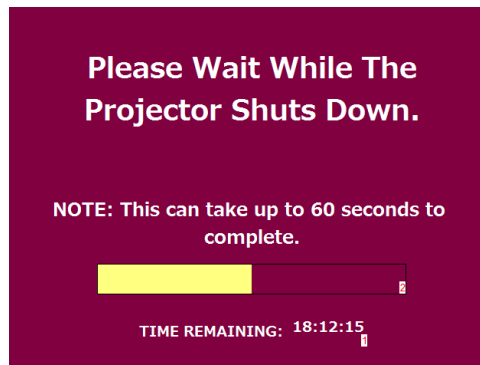 Please Wait While The
Projector Shuts Down.
NOTE: This can take up to 60 seconds to
complete.
2
TIME REMAINING: 18:12:15
1